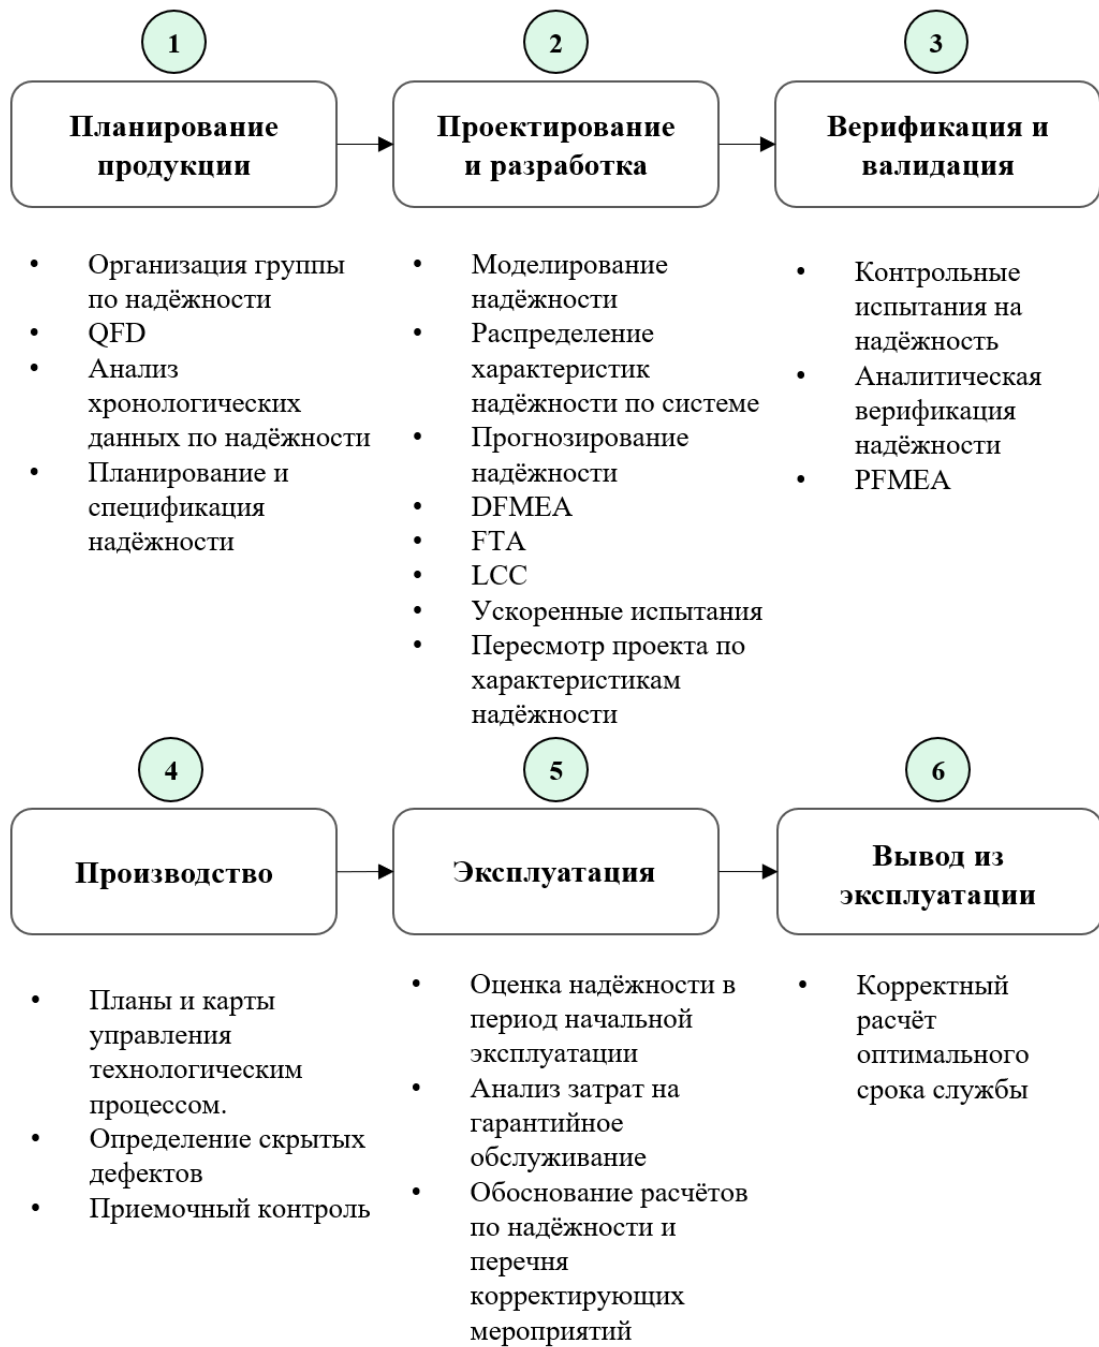 1
Планирование
продукции
• Организация группы
по надёжности
• QFD
• Анализ
хронологических
данных по надёжности
• Планирование и
спецификация
надёжности
2
Проектирование
и разработка
• Моделирование
надёжности
• Распределение
характеристик
надёжности по системе
• Прогнозирование
надёжности
• DFMEA
• FTA
• LCC
• Ускоренные испытания
• Пересмотр проекта по
характеристикам
надёжности
3
Верификация и
валидация
• Контрольные
испытания на
надёжность
• Аналитическая
верификация
надёжности
• PFMEA
4
Производство
• Планы и карты
управления
технологическим
процессом.
• Определение скрытых
дефектов
• Приемочный контроль
5
Эксплуатация
• Оценка надёжности в
период начальной
эксплуатации
• Анализ затрат на
гарантийное
обслуживание
• Обоснование расчётов
по надёжности и
перечня
корректирующих
мероприятий
6
Вывод из
эксплуатации
• Корректный
расчёт
оптимального
срока службы